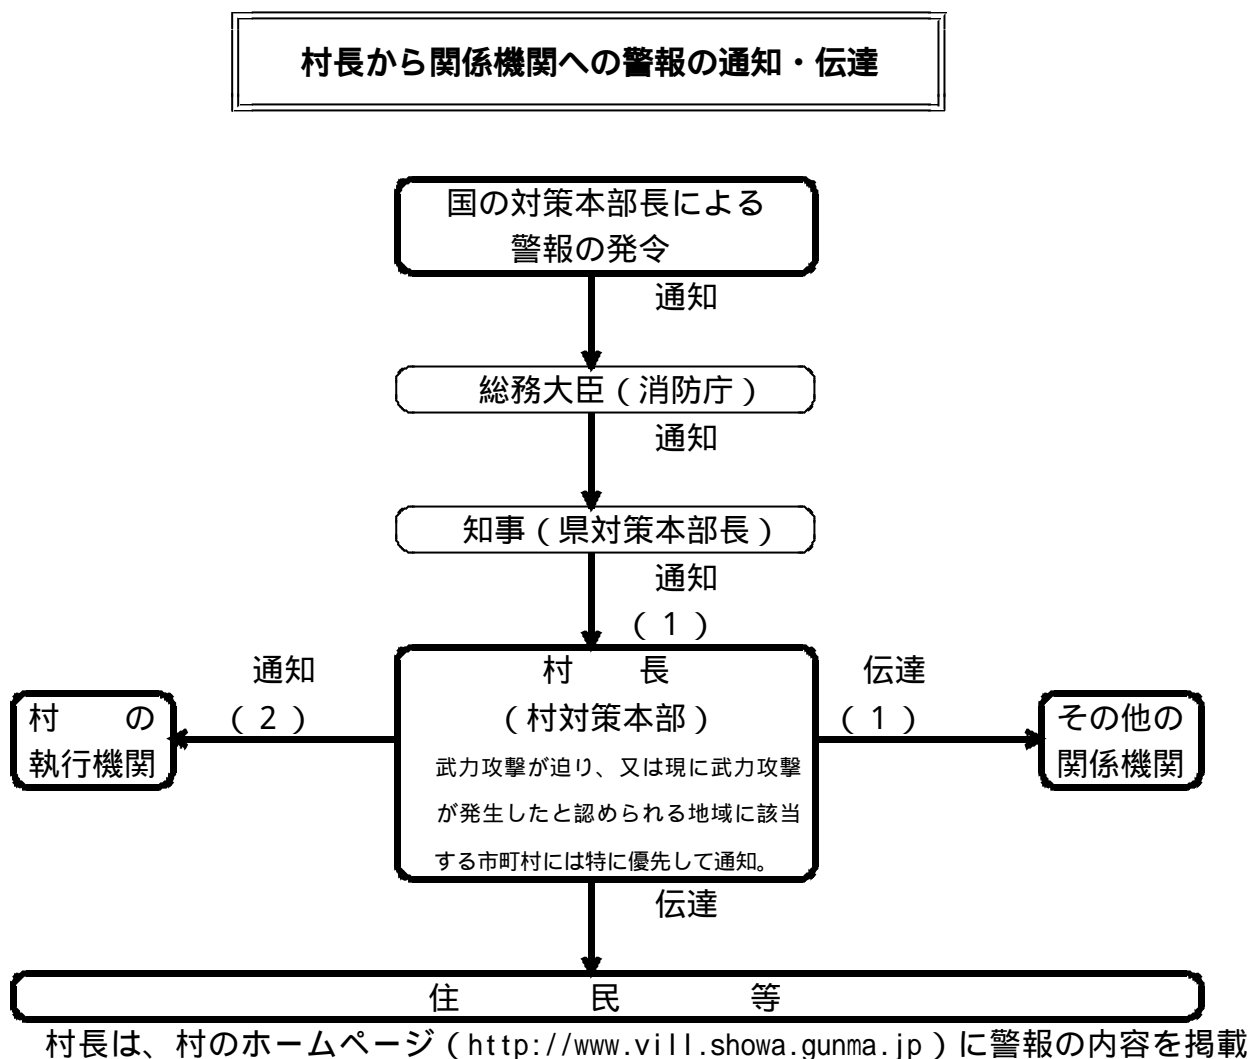 村長から関係機関への警報の通知・伝達
国の対策本部長による
警報の発令
通知
総務大臣（消防庁）
通知
知事（県対策本部長）
通知
（1）
村　長
（村対策本部）
武力攻撃が迫り、又は現に武力攻撃
が発生したと認められる地域に該当
する市町村には特に優先して通知。
通知
（2）
村　の
執行機関
伝達
（1）
その他の
関係機関
伝達
住　民　等
村長は、村のホームページ（http://www.vill.showa.gunma.jp）に警報の内容を掲載